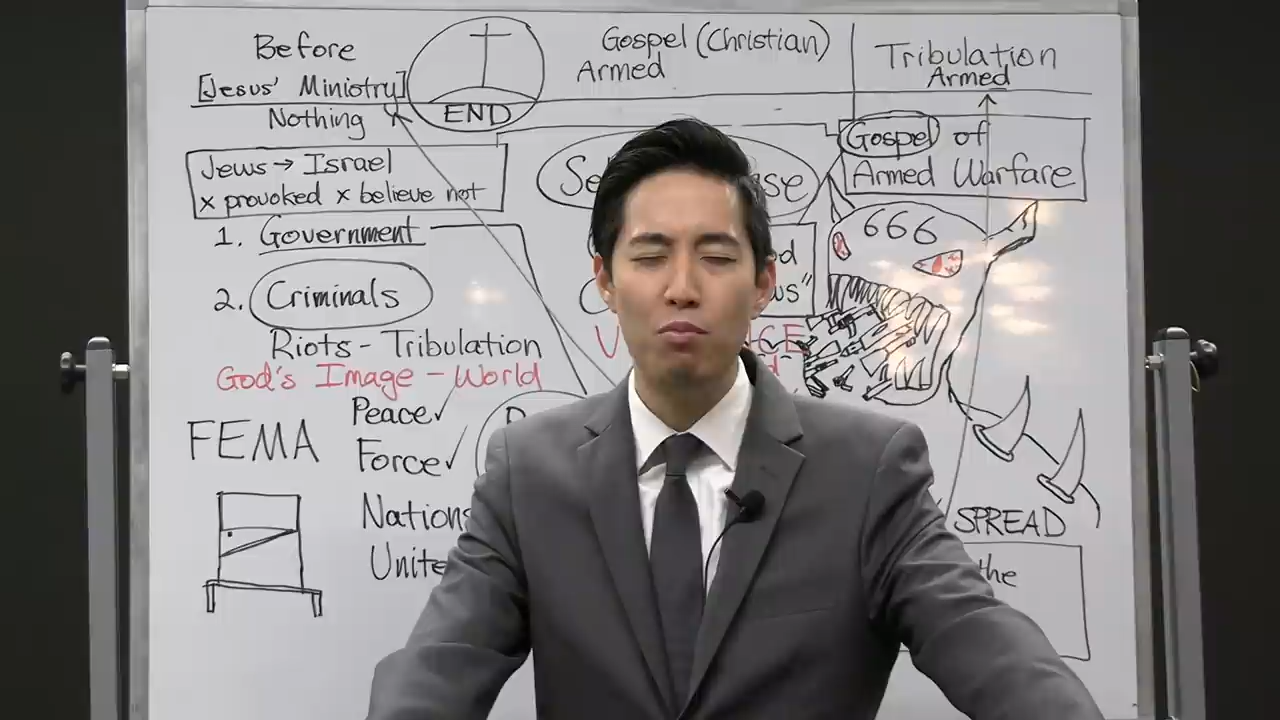 Before
[Jesus' Ministry]
Nothing
END
Gospel (Christian)
Armed
Tribulation
Armed
Jews → Israel
x provoked x believe not
Gospel of
Armed Warfare
1. Government
2. Criminals
Riots - Tribulation
God's Image - World
Peace ✓
Force ✓
FEMA
666
SPREAD
the